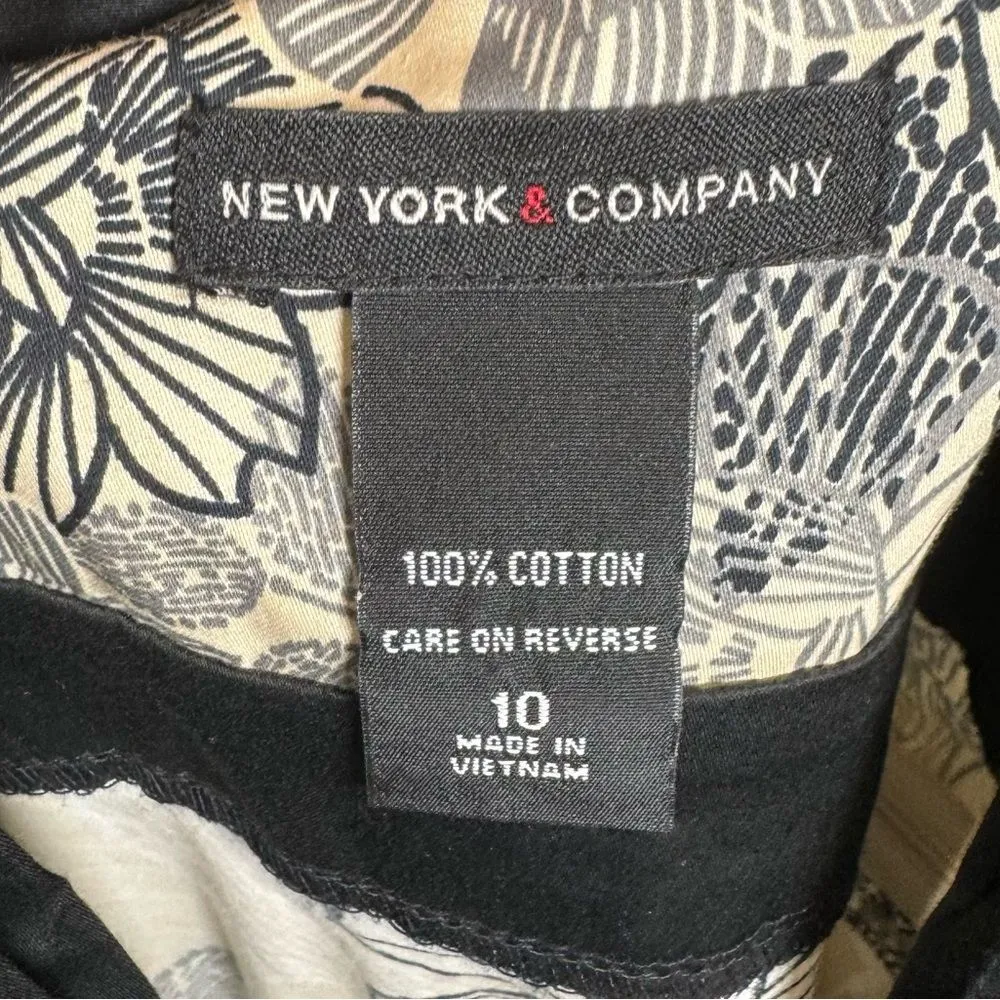 NEW YORK & COMPANY
100% COTTON
CARE ON REVERSE
10
MADE IN
VIETNAM